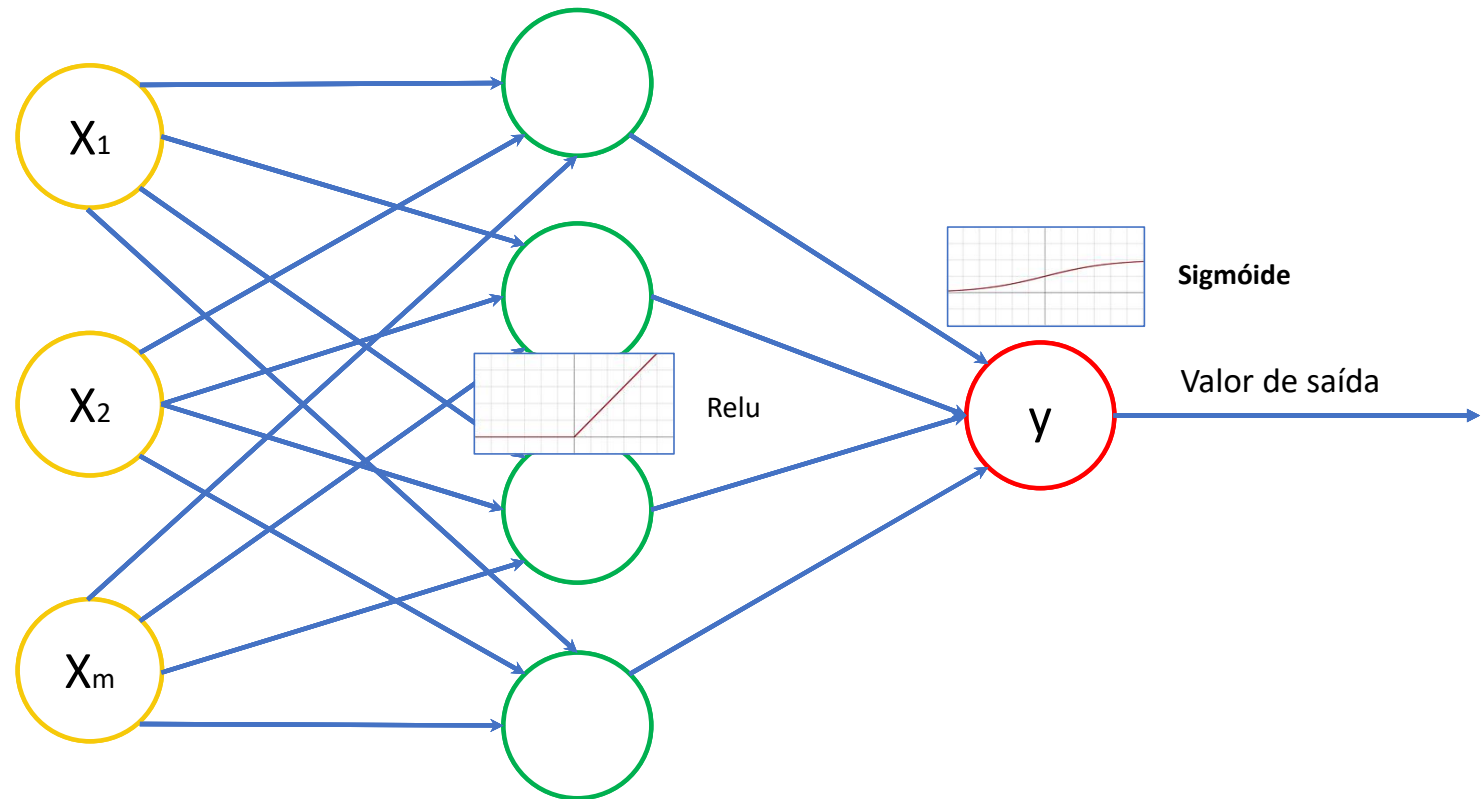 X1
X2
Xm
Relu
Sigmóide
y
Valor de saída